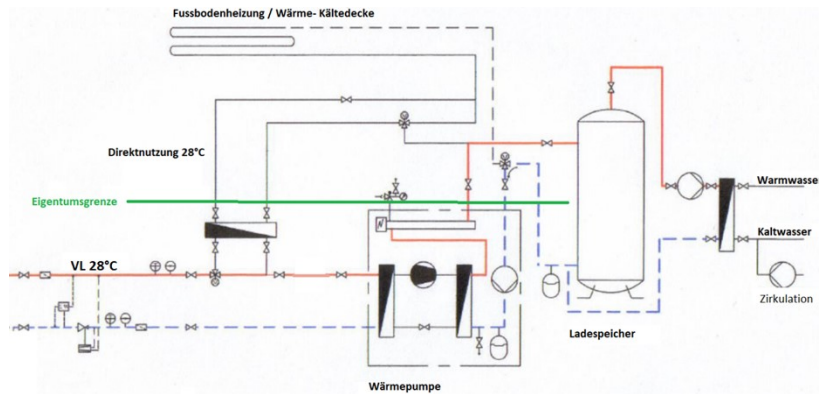 Fussbodenheizung / Wärme- Kältedecke
Direktnutzung 28°C
Eigentumsgrenze
VL 28°C
Warmwasse
Kaltwasser
Zirkulation
Ladespeicher
Wärmepumpe